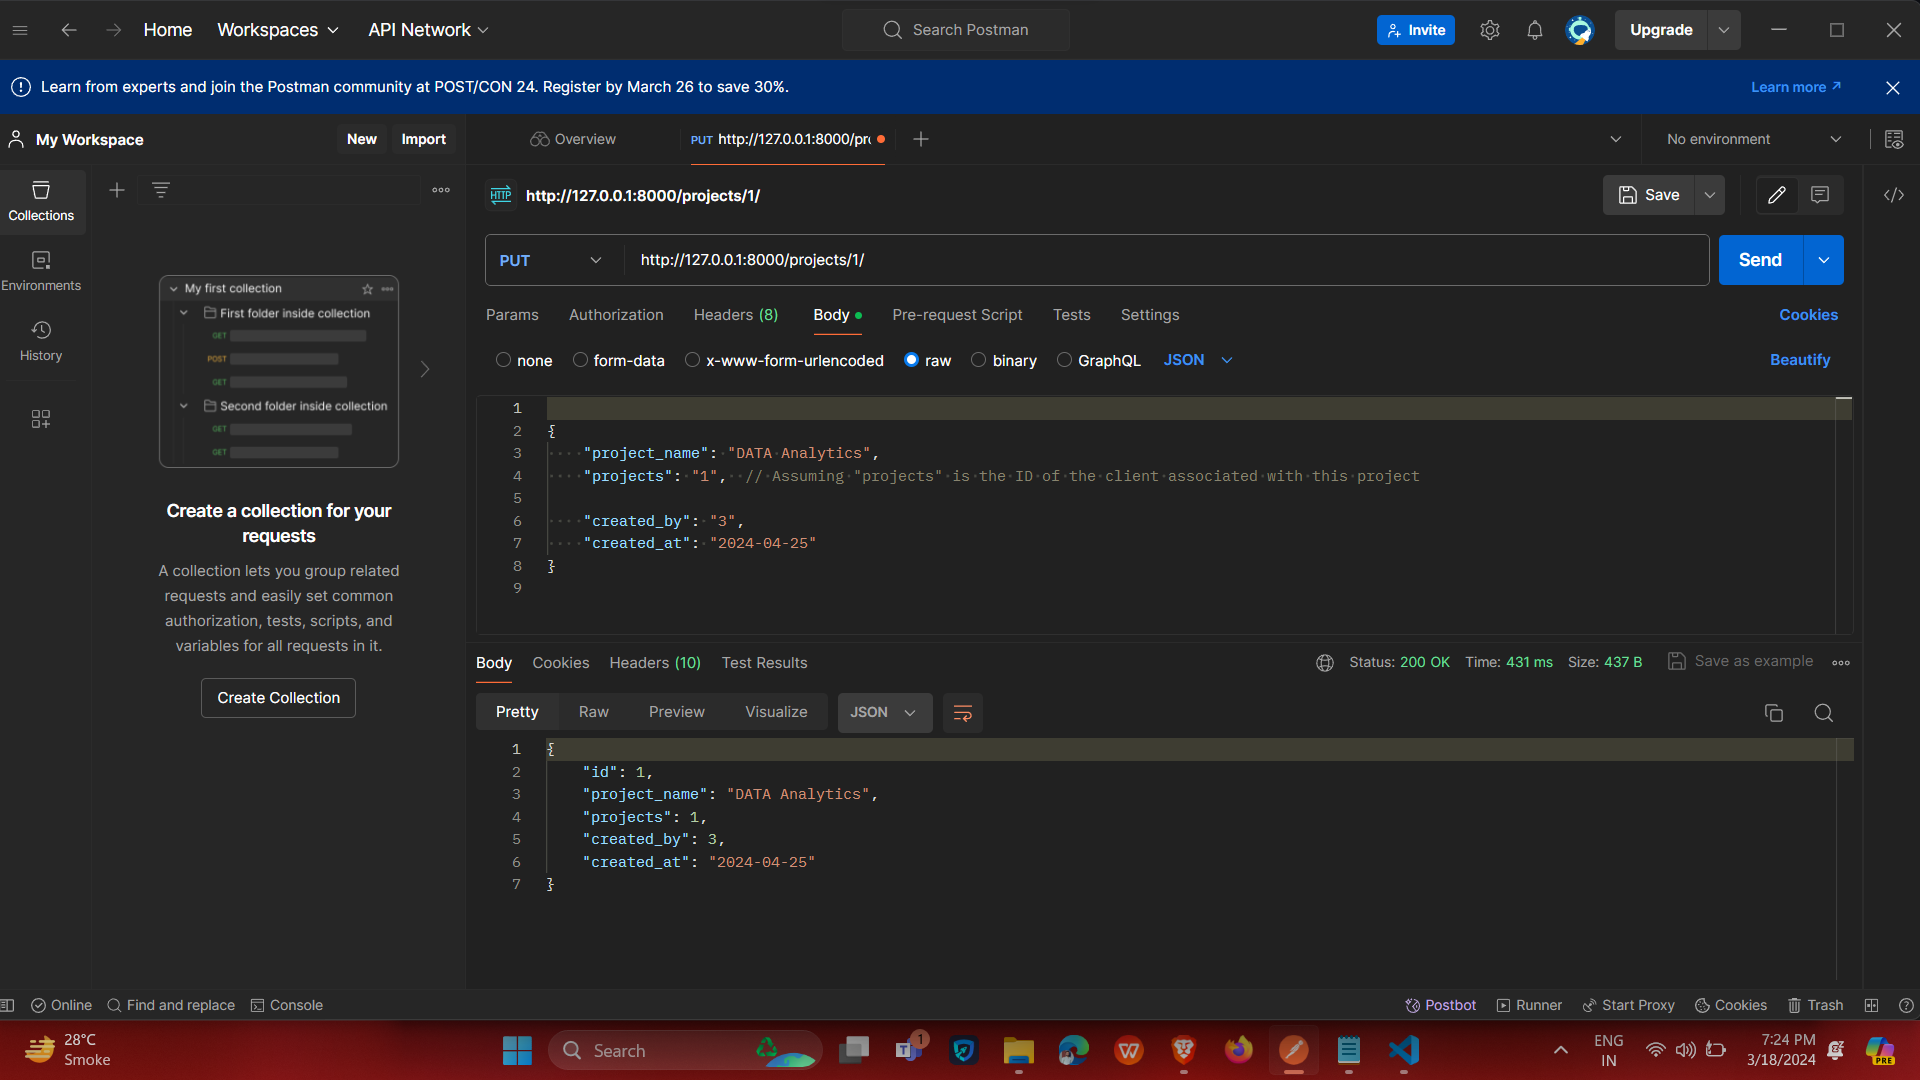 Home Workspaces API Network Search Postman Invite Upgrade
Learn from experts and join the Postman community at POST/CON 24. Register by March 26 to save 30%. Learn more
My Workspace New Import Overview PUT http://127.0.0.1:8000/pr No environment
Collections
Environments
History
My first collection
First folder inside collection
GET
POST
GET
Second folder inside collection
GET
GET
Create a collection for your
requests
A collection lets you group related
requests and easily set common
authorization, tests, scripts, and
variables for all requests in it.
Create Collection
HTTP http://127.0.0.1:8000/projects/1/ Save
PUT http://127.0.0.1:8000/projects/1/ Send
Params Authorization Headers (8) Body Pre-request Script Tests Settings Cookies
none form-data x-www-form-urlencoded raw binary GraphQL JSON Beautify
1
2 {
3 "project_name": "DATA Analytics",
4 "projects": "1", // Assuming "projects" is the ID of the client associated with this project
5
6 "created_by": "3",
7 "created_at": "2024-04-25"
8 }
9
Body Cookies Headers (10) Test Results Status: 200 OK Time: 431 ms Size: 437 B Save as example
Pretty Raw Preview Visualize JSON
1 {
2 "id": 1,
3 "project_name": "DATA Analytics",
4 "projects": 1,
5 "created_by": 3,
6 "created_at": "2024-04-25"
7 }
Online Find and replace Console Postbot Runner Start Proxy Cookies Trash
28°C
Smoke
Search
1
ENG
IN
7:24 PM
3/18/2024
PRE